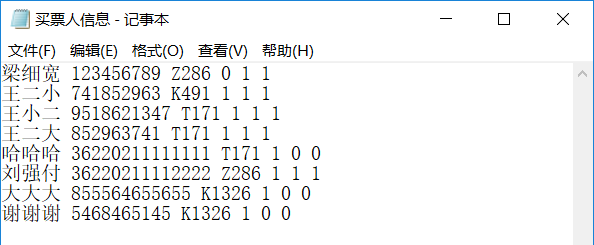 买票人信息 - 记事本
文件(F) 编辑(E) 格式(O) 查看(V) 帮助(H)
梁细宽 123456789 Z286 0 1 1
王二小 741852963 K491 1 1 1
王小二 9518621347 T171 1 1 1
王二大 852963741 T171 1 1 1
哈哈哈 36220211111111 T171 1 0 0
刘强付 36220211112222 Z286 1 1 1
大大大 855564655655 K1326 1 0 0
谢谢谢 5468465145 K1326 1 0 0